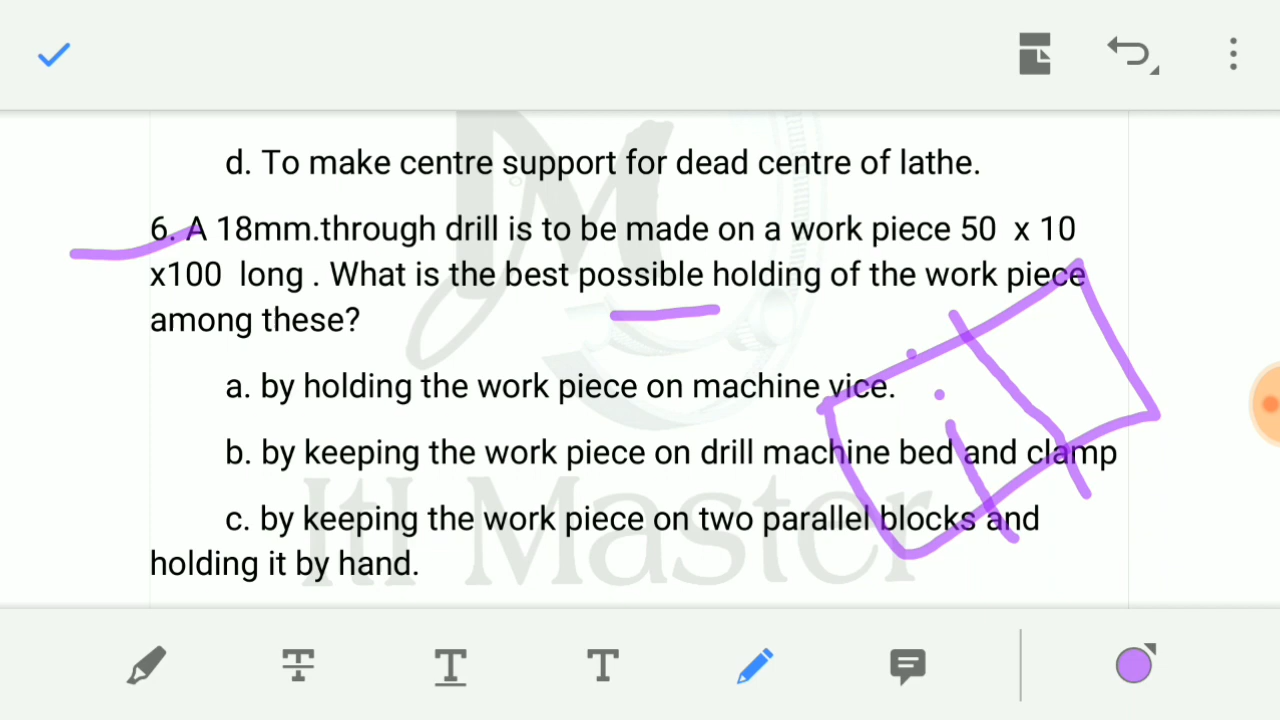 d. To make centre support for dead centre of lathe.
6. A 18mm.through drill is to be made on a work piece 50 x 10
x100 long . What is the best possible holding of the work piece
among these?
a. by holding the work piece on machine vice.
b. by keeping the work piece on drill machine bed and clamp
c. by keeping the work piece on two parallel blocks and
holding it by hand.
ItI Master
T
T
T